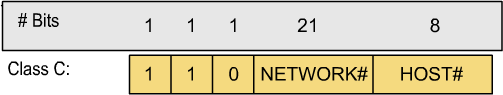 # Bits 1 1 1 21 8
Class C: 1 1 0 NETWORK# HOST#